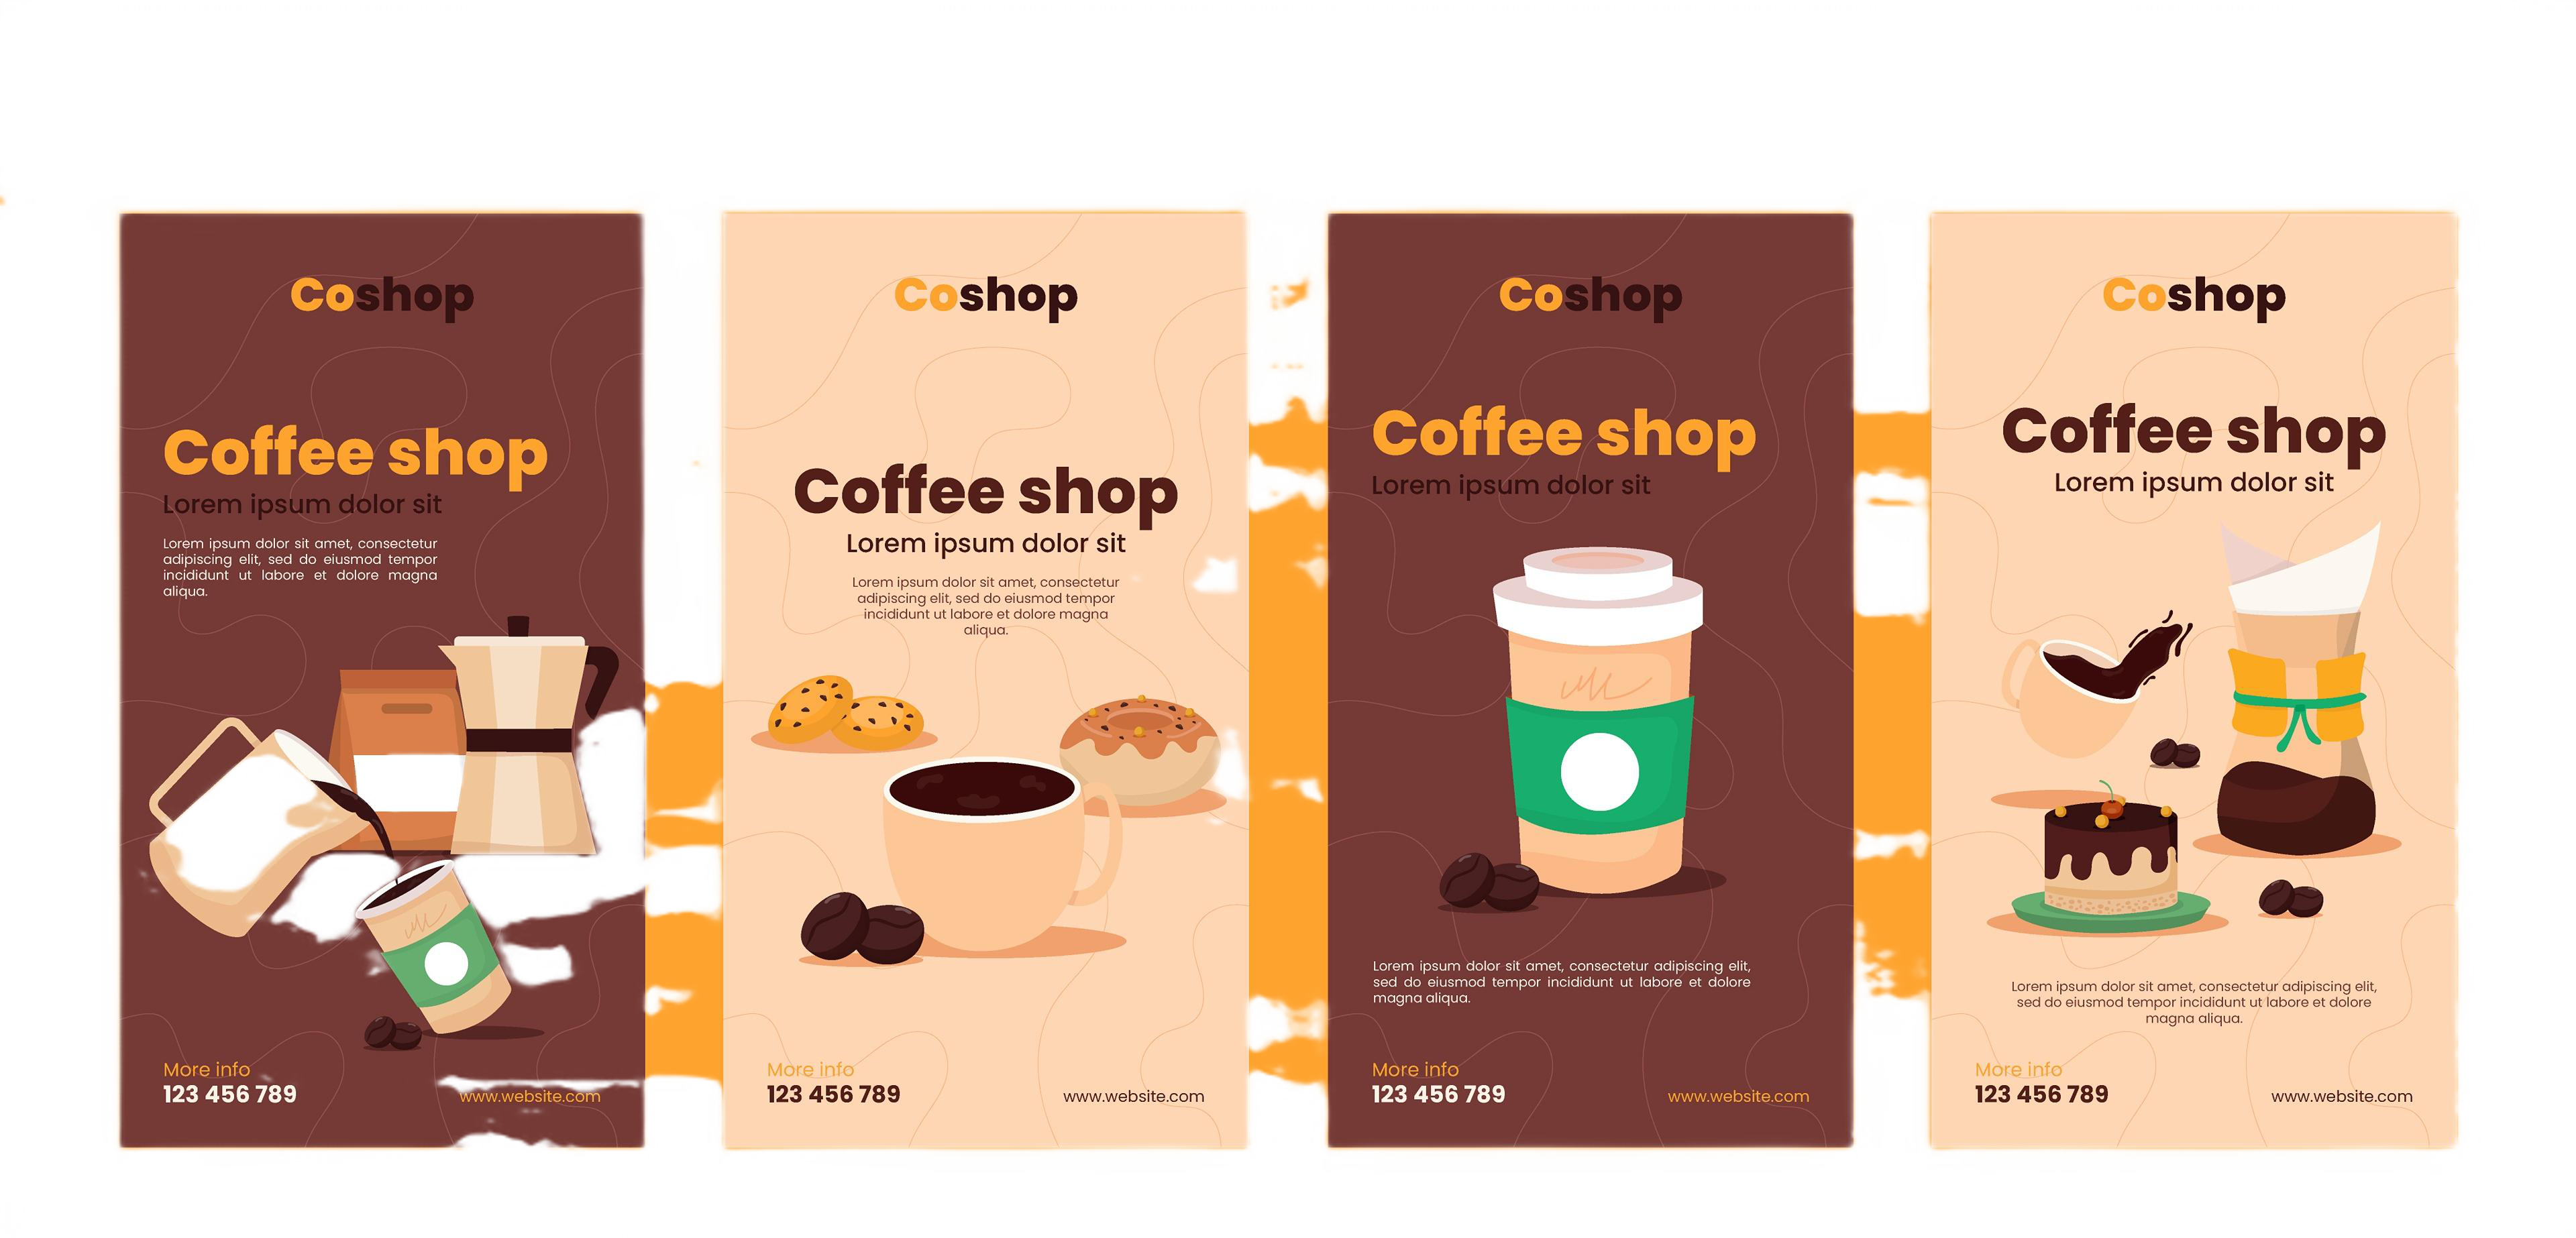 Coshop
Coffee shop
Lorem ipsum dolor sit
Lorem ipsum dolor sit amet, consectetur
adipiscing elit, sed do eiusmod tempor
incididunt ut labore et dolore magna
aliqua.
More info
123 456 789
www.website.com
Coshop
Coffee shop
Lorem ipsum dolor sit
Lorem ipsum dolor sit amet, consectetur
adipiscing elit, sed do eiusmod tempor
incididunt ut labore et dolore magna
aliqua.
More info
123 456 789
www.website.com
Coshop
Coffee shop
Lorem ipsum dolor sit
Lorem ipsum dolor sit amet, consectetur adipiscing elit,
sed do eiusmod tempor incididunt ut labore et dolore
magna aliqua.
More info
123 456 789
www.website.com
Coshop
Coffee shop
Lorem ipsum dolor sit
Lorem ipsum dolor sit amet, consectetur adipiscing elit,
sed do eiusmod tempor incididunt ut labore et dolore
magna aliqua.
More info
123 456 789
www.website.com